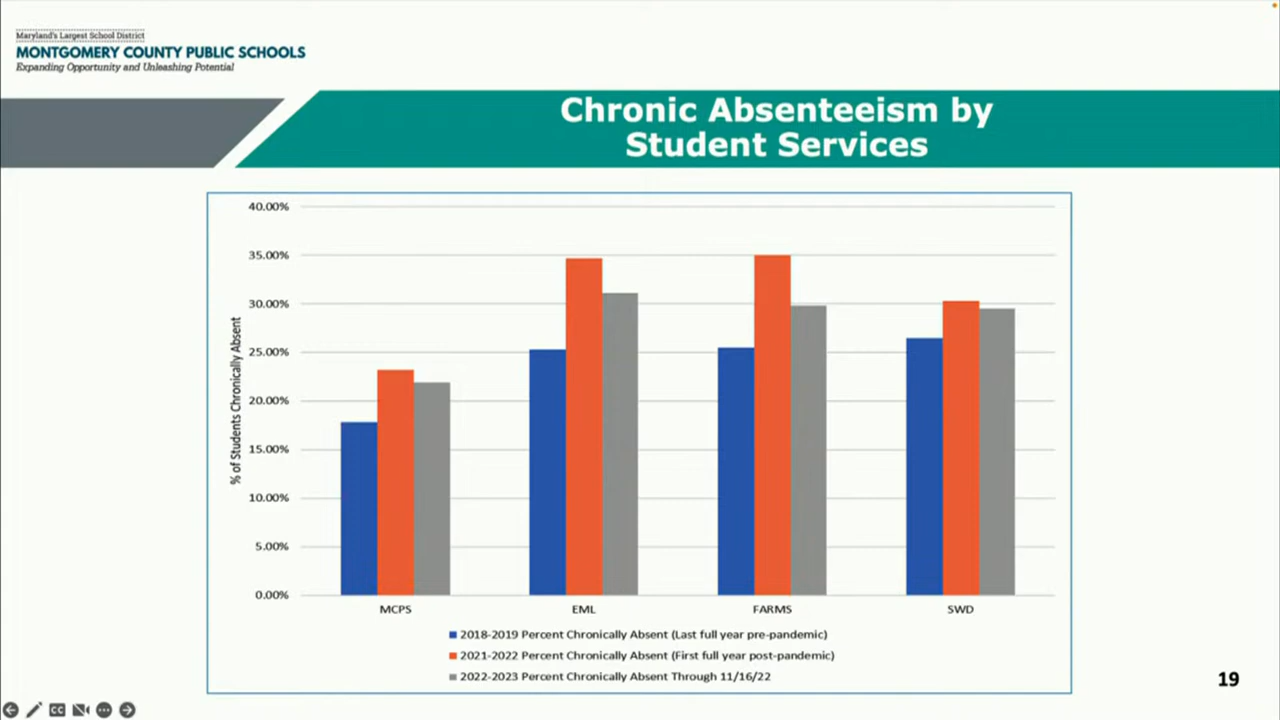 Maryland's Largest School District
MONTGOMERY COUNTY PUBLIC SCHOOLS
Expanding Opportunity and Unleashing Potential
Chronic Absenteeism by
Student Services
% of Students Chronically Absent
40.00%
35.00%
30.00%
25.00%
20.00%
15.00%
10.00%
5.00%
0.00%
MCPS EML FARMS SWD
2018-2019 Percent Chronically Absent (Last full year pre-pandemic)
2021-2022 Percent Chronically Absent (First full year post-pandemic)
2022-2023 Percent Chronically Absent Through 11/16/22
19
CC